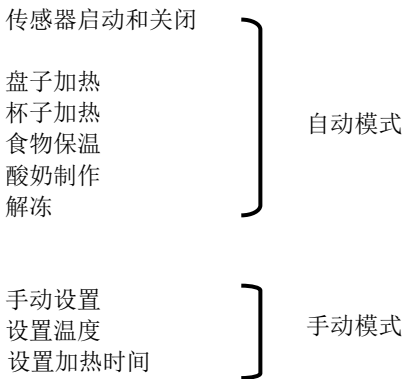 传感器启动和关闭
盘子加热
杯子加热
食物保温
酸奶制作
解冻
自动模式
手动设置
设置温度
设置加热时间
手动模式